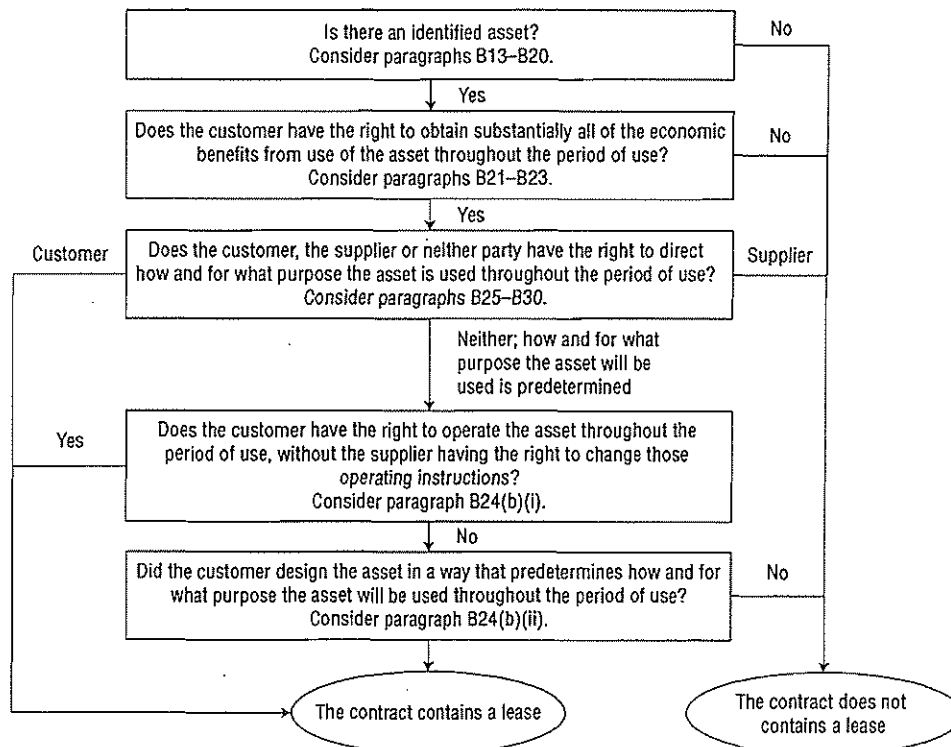 Is there an identified asset?
Consider paragraphs B13–B20.
No
Yes
Does the customer have the right to obtain substantially all of the economic
benefits from use of the asset throughout the period of use?
Consider paragraphs B21–B23.
No
Yes
Customer
Does the customer, the supplier or neither party have the right to direct
how and for what purpose the asset is used throughout the period of use?
Consider paragraphs B25–B30.
Supplier
Neither; how and for what
purpose the asset will be
used is predetermined
Yes
Does the customer have the right to operate the asset throughout the
period of use, without the supplier having the right to change those
operating instructions?
Consider paragraph B24(b)(i).
No
Did the customer design the asset in a way that predetermines how and for
what purpose the asset will be used throughout the period of use?
Consider paragraph B24(b)(ii).
No
The contract contains a lease
The contract does not
contains a lease